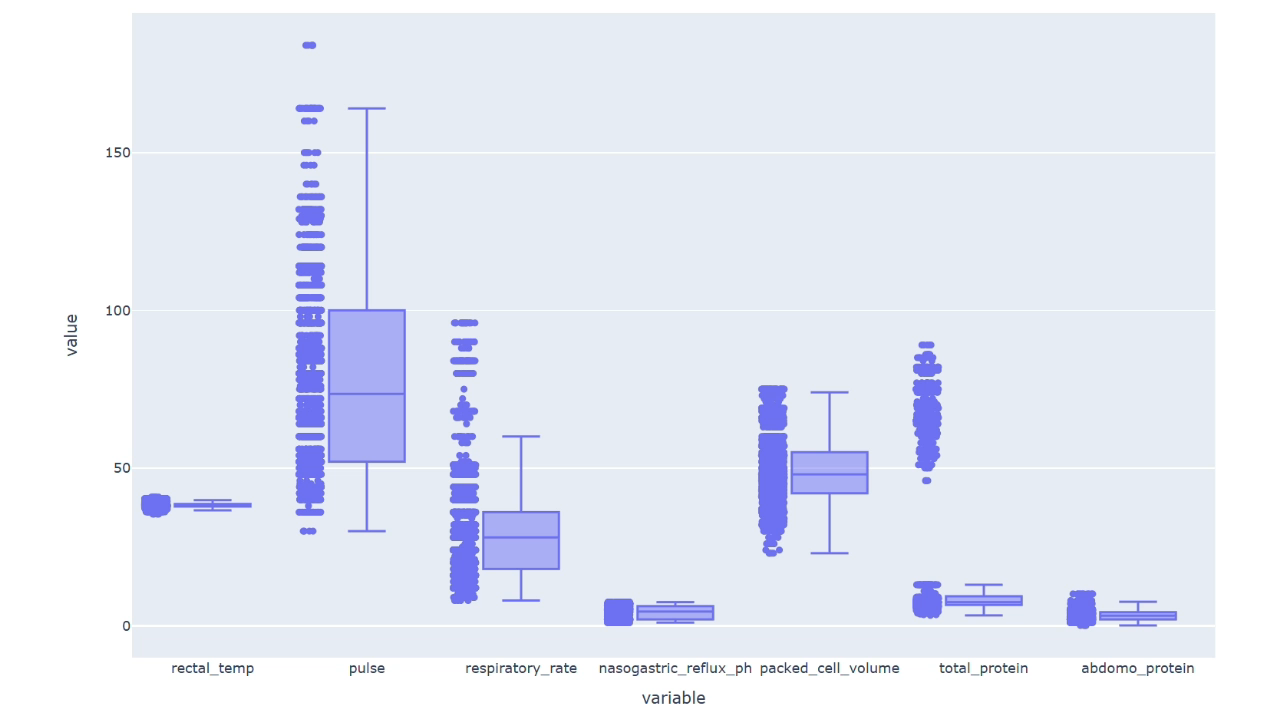 150
100
50
0
value
rectal_temp pulse respiratory_rate nasogastric_reflux_ph packed_cell_volume total_protein abdomo_protein
variable